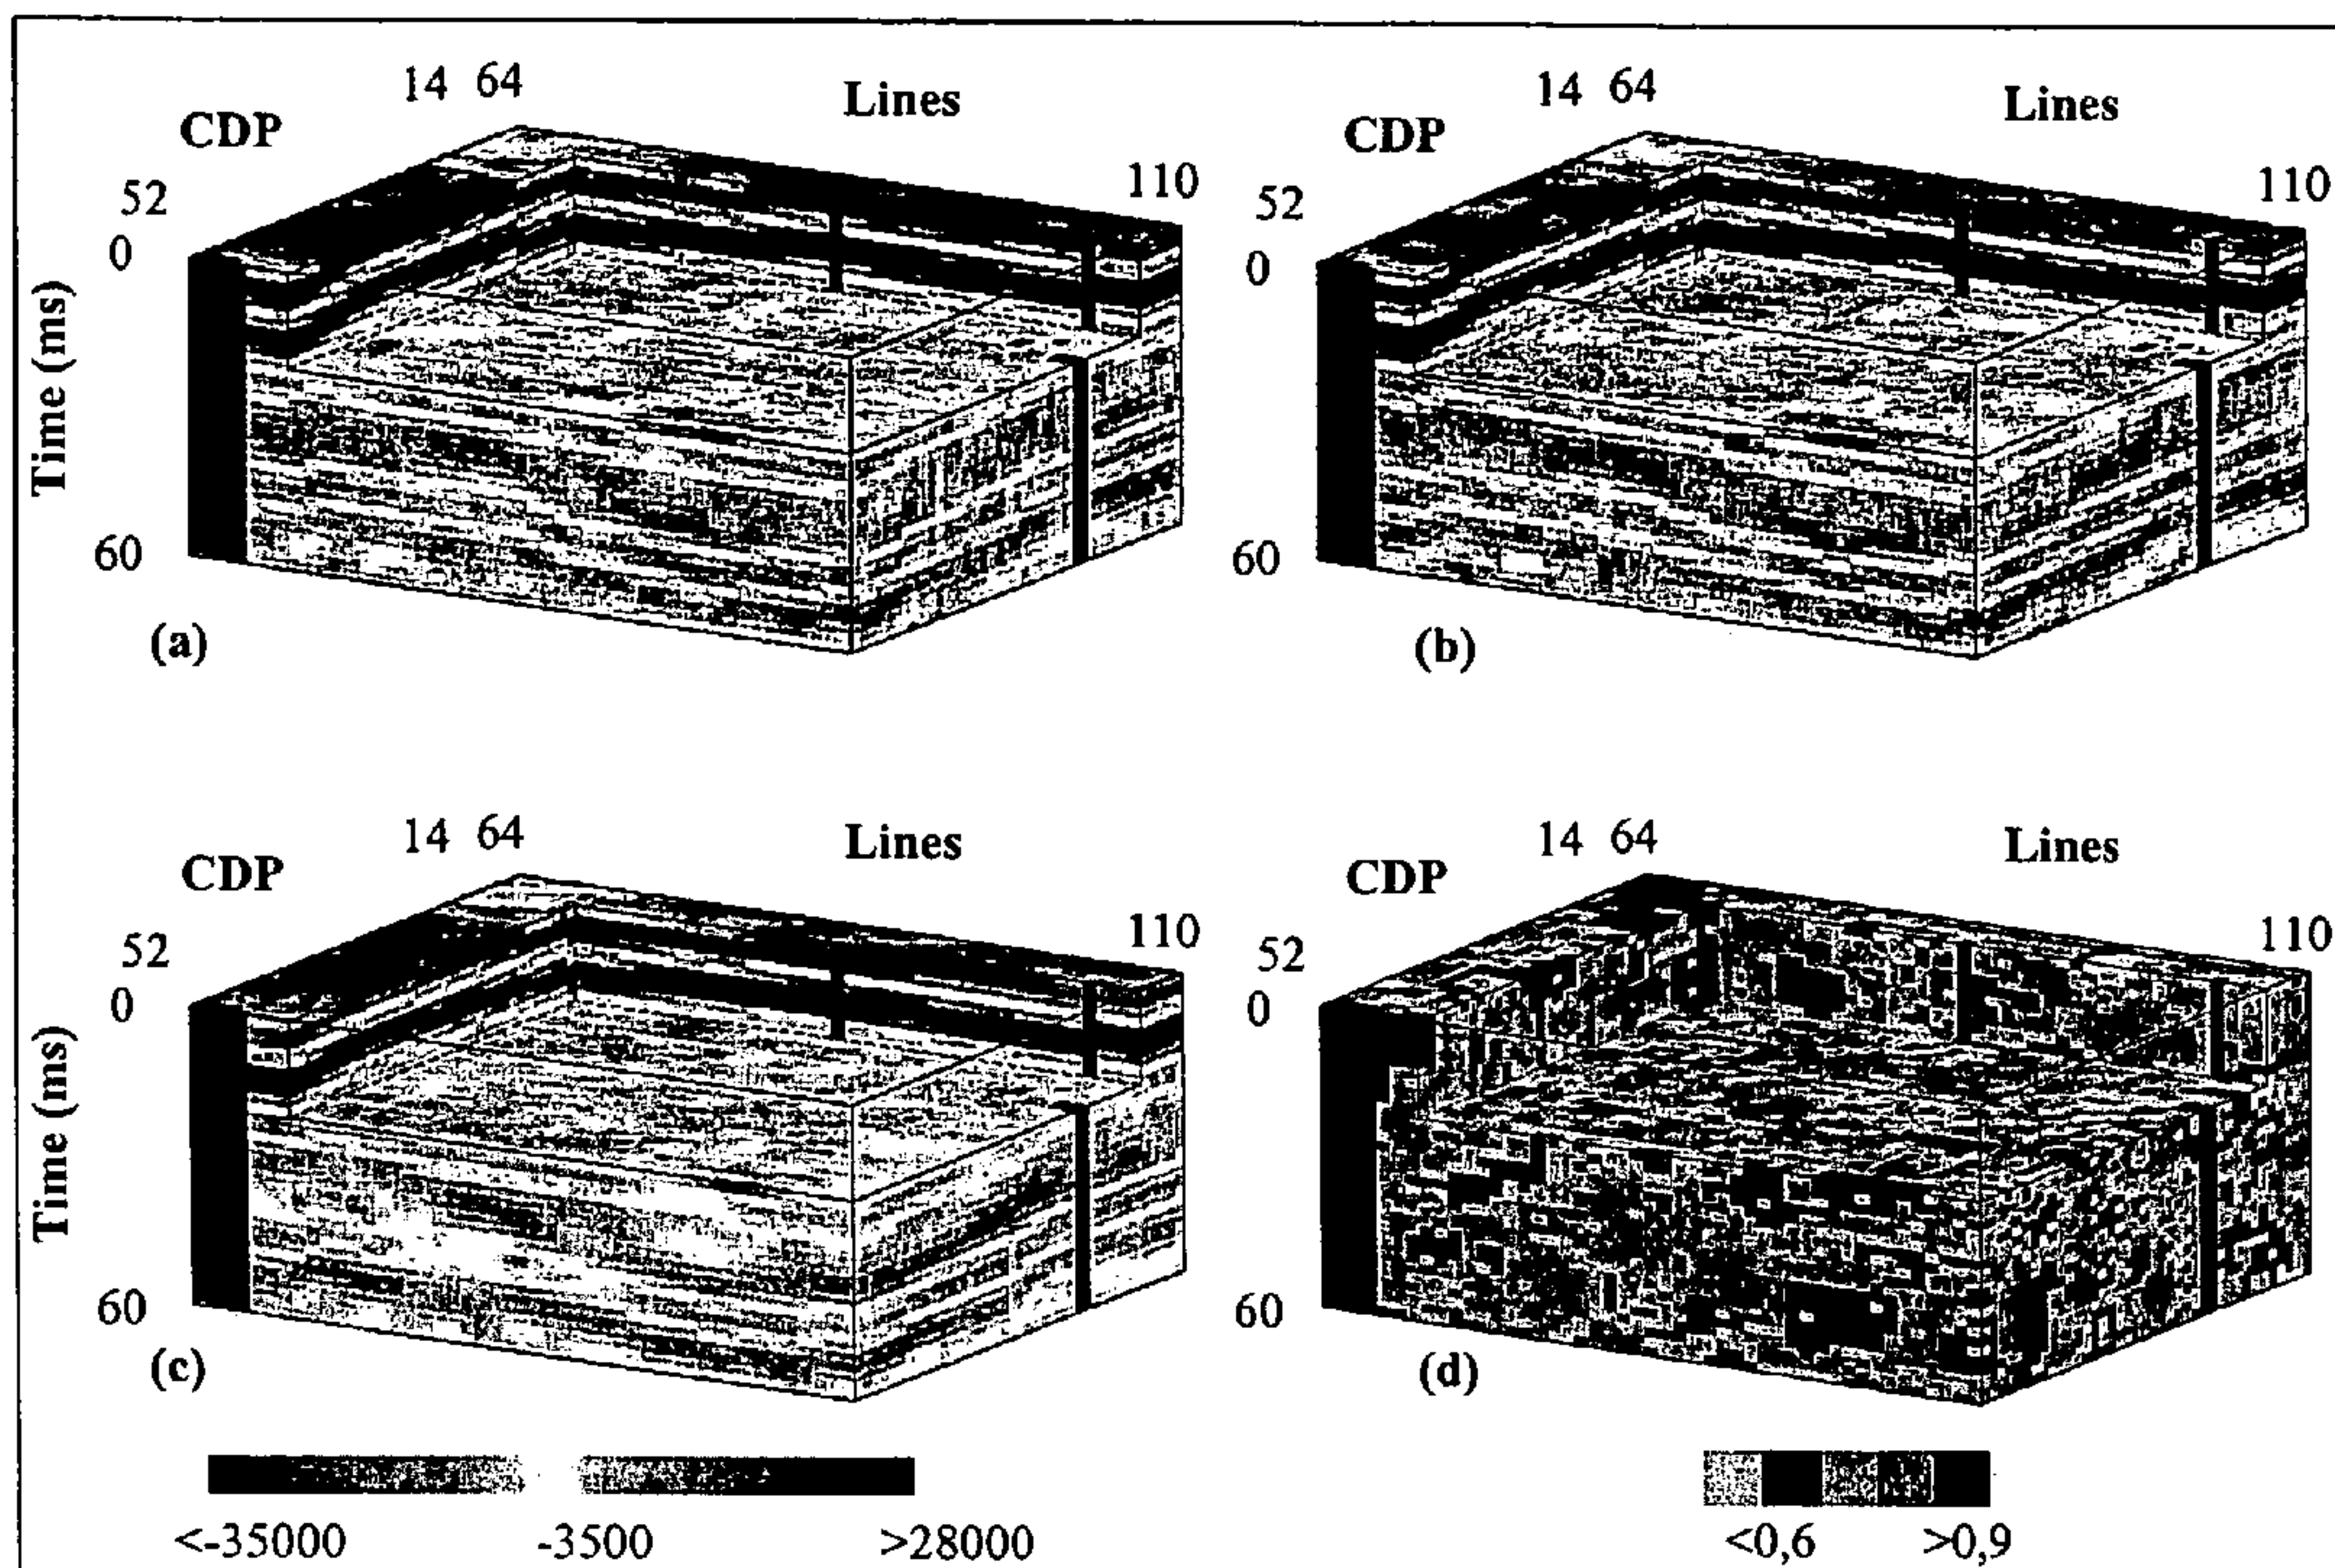 14 64 Lines
CDP
52
110
0
Time (ms)
60
(a)
14 64 Lines
CDP
52
110
0
60
(b)
14 64 Lines
CDP
52
110
0
Time (ms)
60
(c)
14 64 Lines
CDP
52
110
0
60
(d)
<-35000 -3500 >28000
<0,6 >0,9